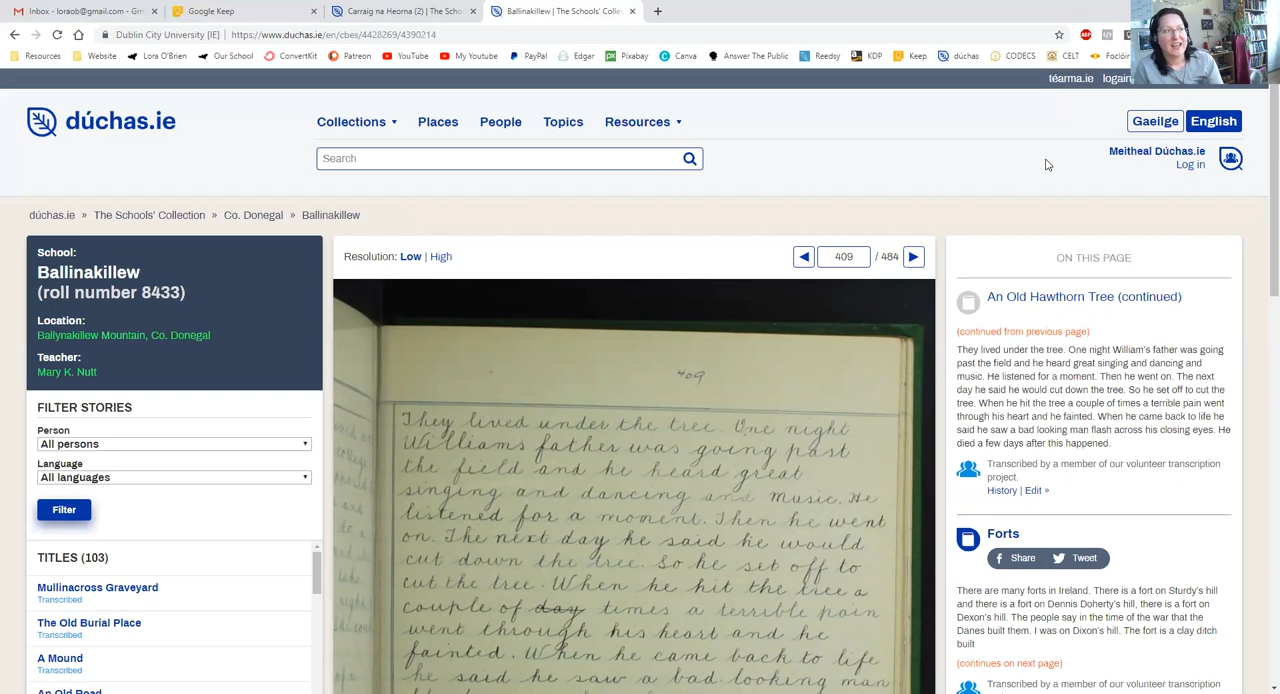 Inbox - loraob@gmail.com - Gm
Google Keep
Carraig na Heorna (2) | The Scho
Ballinakillew | The Schools' Collec
Dublin City University [IE] | https://www.duchas.ie/en/cbes/4428269/4390214
Resources
Website
Lora O'Brien
Our School
ConvertKit
Patreon
YouTube
My Youtube
PayPal
Edgar
Pixabay
Canva
Answer The Public
Reedsy
KDP
Keep
dúchas
CODECS
CELT
Foclóir
téarma.ie
logain
dúchas.ie
Collections
Places
People
Topics
Resources
Gaeilge
English
Search
Meitheal Dúchas.ie
Log in
dúchas.ie » The Schools' Collection » Co. Donegal » Ballinakillew
School:
Ballinakillew
(roll number 8433)
Location:
Ballynakillew Mountain, Co. Donegal
Teacher:
Mary K. Nutt
FILTER STORIES
Person
All persons
Language
All languages
Filter
TITLES (103)
Mullinacross Graveyard
Transcribed
The Old Burial Place
Transcribed
A Mound
Transcribed
An Old Road
Resolution: Low | High
409 / 484
409
They lived under the tree. One night
Williams father was going past
the field and he heard great
singing and dancing and music. He
listened for a moment. Then he went
on. The next day he said he would
cut down the tree. So he set off to
cut the tree. When he hit the tree a
couple of day times a terrible pain
went through his heart and he
fainted. When he came back to life
he said he saw a bad looking man
ON THIS PAGE
An Old Hawthorn Tree (continued)
(continued from previous page)
They lived under the tree. One night William's father was going
past the field and he heard great singing and dancing and
music. He listened for a moment. Then he went on. The next
day he said he would cut down the tree. So he set off to cut the
tree. When he hit the tree a couple of times a terrible pain went
through his heart and he fainted. When he came back to life he
said he saw a bad looking man flash across his closing eyes. He
died a few days after this happened.
Transcribed by a member of our volunteer transcription
project.
History | Edit »
Forts
Share
Tweet
There are many forts in Ireland. There is a fort on Sturdy's hill
and there is a fort on Dennis Doherty's hill, there is a fort on
Dexon's hill. The people say in the time of the war that the
Danes built them. I was on Dixon's hill. The fort is a clay ditch
built
(continues on next page)
Transcribed by a member of our volunteer transcription